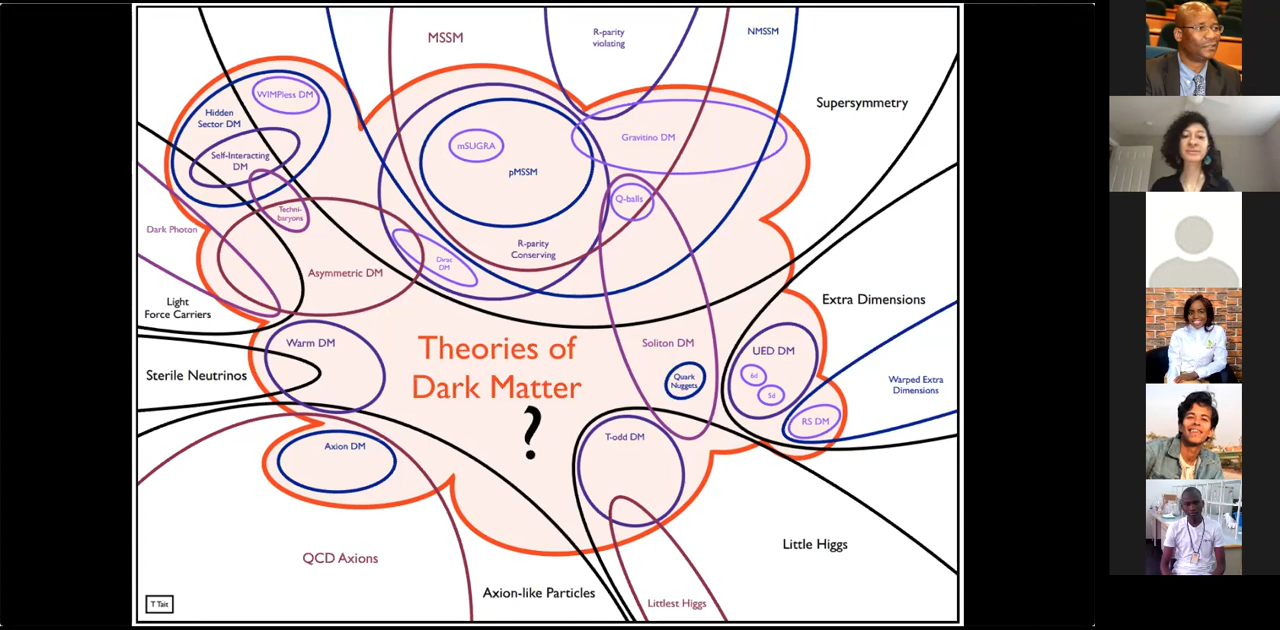 MSSM
R-parity
violating
NMSSM
Supersymmetry
WIMPless DM
Hidden
Sector DM
Self-Interacting
DM
Techni-
baryons
mSUGRA
pMSSM
Gravitino DM
Q-balls
R-parity
Conserving
Dirac
DM
Dark Photon
Asymmetric DM
Light
Force Carriers
Extra Dimensions
Warm DM
Sterile Neutrinos
Theories of
Dark Matter
?
Soliton DM
Quark
Nuggets
UED DM
6d
5d
RS DM
Warped Extra
Dimensions
Axion DM
T-odd DM
QCD Axions
Axion-like Particles
Little Higgs
Littlest Higgs
T Tait